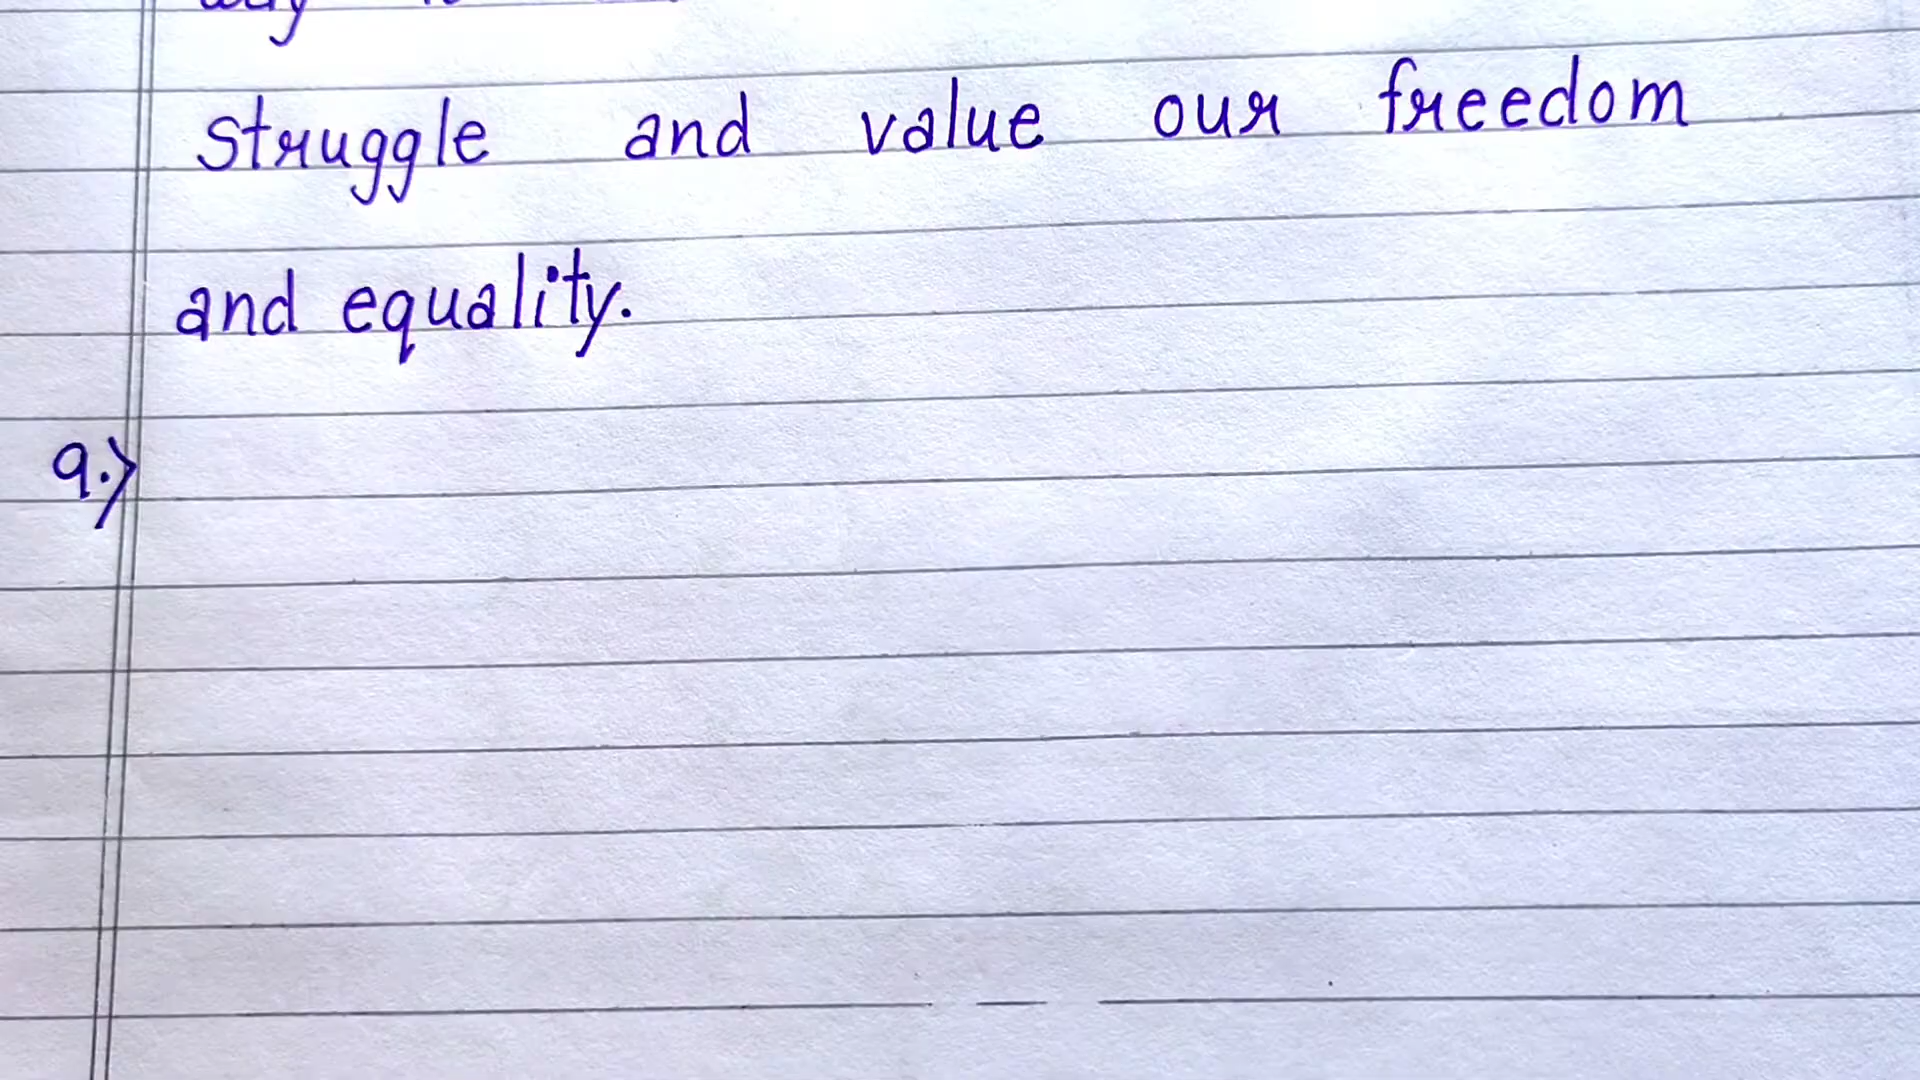 struggle and value our freedom
and equality.
9.)